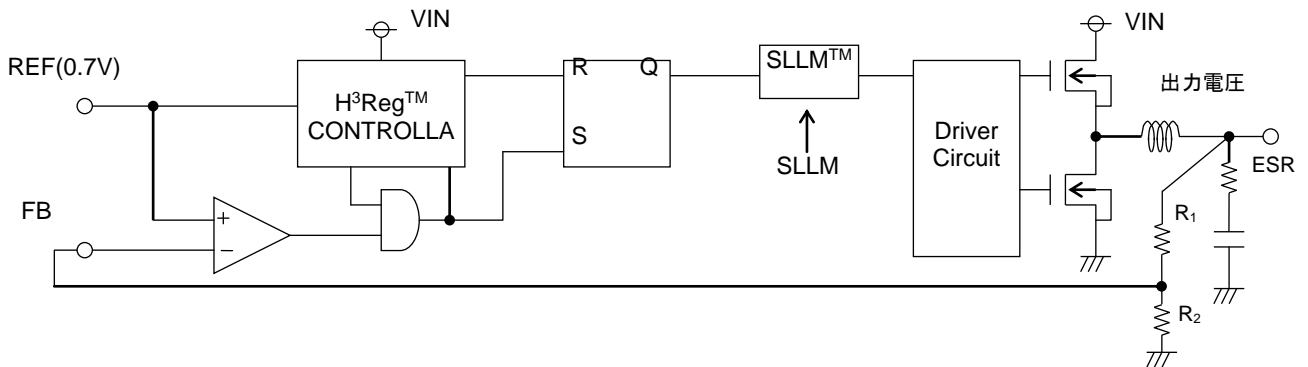 VIN
VIN
REF(0.7V)
H³Reg™
CONTROLLA
R
Q
S
SLLM™
SLLM
Driver
Circuit
出力電圧
ESR
FB
+
−
R₁
R₂